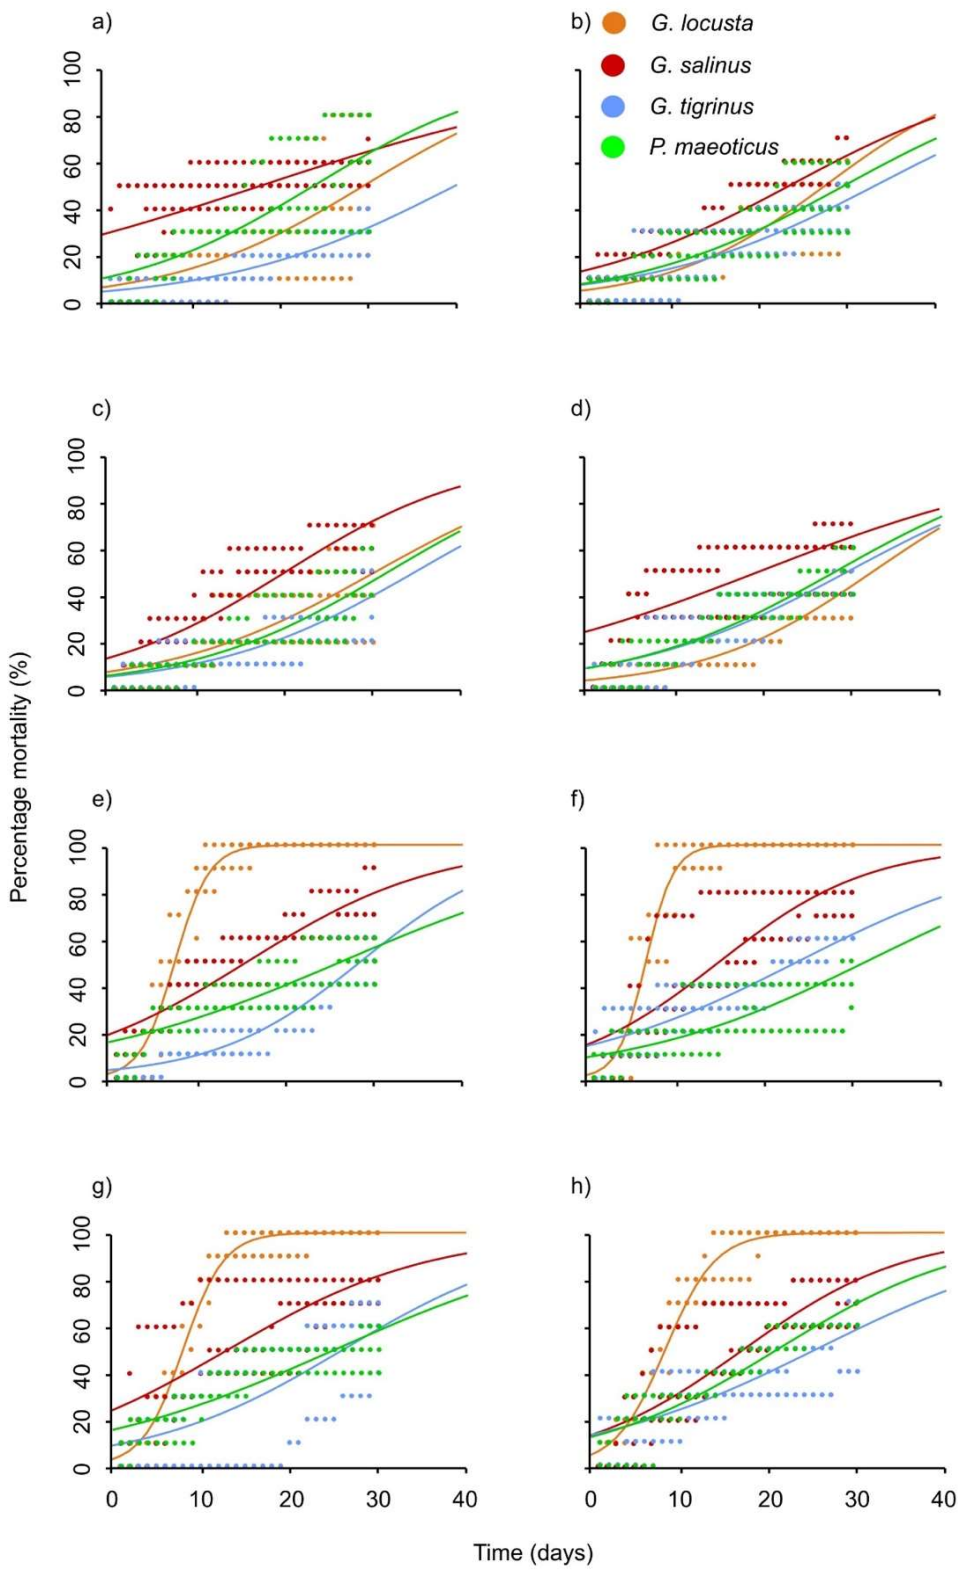 a)
b)
G. locusta
G. salinus
G. tigrinus
P. maeoticus
100
80
60
40
20
0
c)
d)
100
80
60
40
20
0
Percentage mortality (%)
e)
f)
100
80
60
40
20
0
g)
h)
100
80
60
40
20
0
0 10 20 30 40
0 10 20 30 40
Time (days)